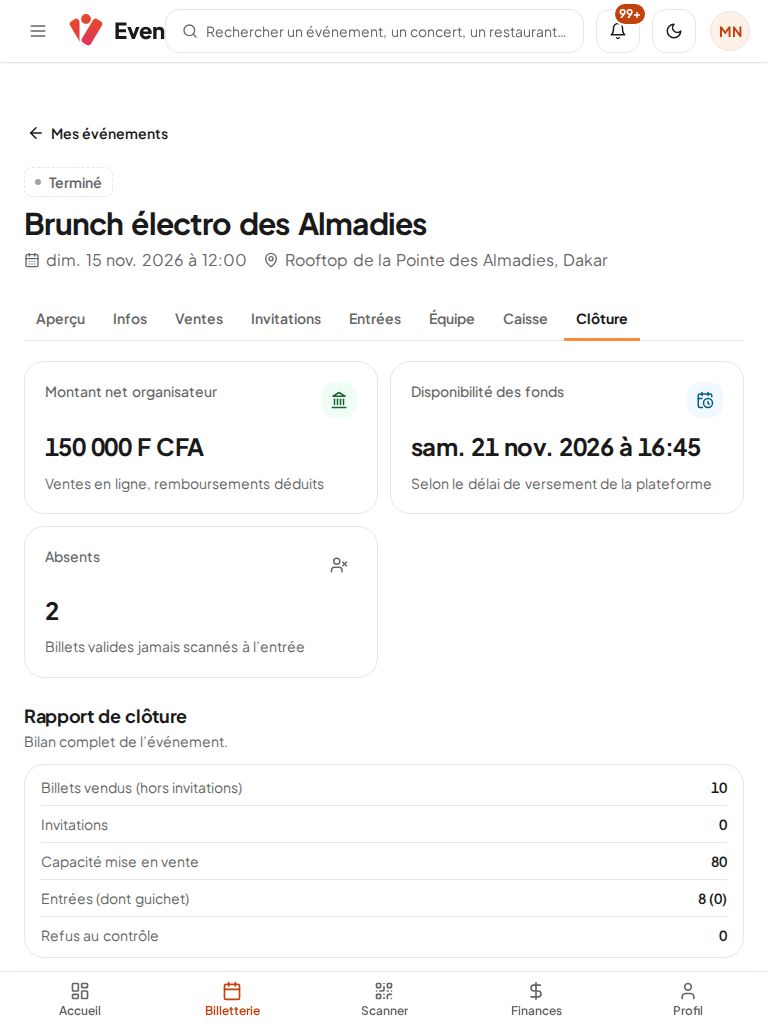 Even
Rechercher un événement, un concert, un restaurant…
99+
MN
Mes événements
Terminé
Brunch électro des Almadies
dim. 15 nov. 2026 à 12:00 Rooftop de la Pointe des Almadies, Dakar
Aperçu Infos Ventes Invitations Entrées Équipe Caisse Clôture
Montant net organisateur
150 000 F CFA
Ventes en ligne, remboursements déduits
Disponibilité des fonds
sam. 21 nov. 2026 à 16:45
Selon le délai de versement de la plateforme
Absents
2
Billets valides jamais scannés à l'entrée
Rapport de clôture
Bilan complet de l'événement.
Billets vendus (hors invitations) 10
Invitations 0
Capacité mise en vente 80
Entrées (dont guichet) 8 (0)
Refus au contrôle 0
Accueil Billetterie Scanner Finances Profil